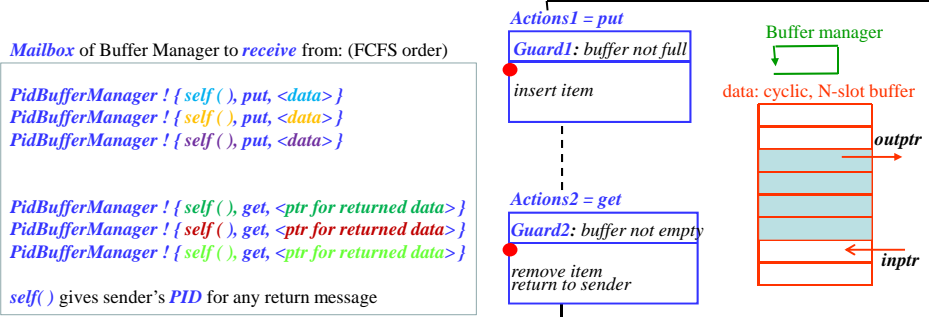 Mailbox of Buffer Manager to receive from: (FCFS order)
PidBufferManager ! { self ( ), put, <data> }
PidBufferManager ! { self ( ), put, <data> }
PidBufferManager ! { self ( ), put, <data> }
PidBufferManager ! { self ( ), get, <ptr for returned data> }
PidBufferManager ! { self ( ), get, <ptr for returned data> }
PidBufferManager ! { self ( ), get, <ptr for returned data> }
self( ) gives sender's PID for any return message
Actions1 = put
Guard1: buffer not full
insert item
Actions2 = get
Guard2: buffer not empty
remove item
return to sender
Buffer manager
data: cyclic, N-slot buffer
outptr
inptr